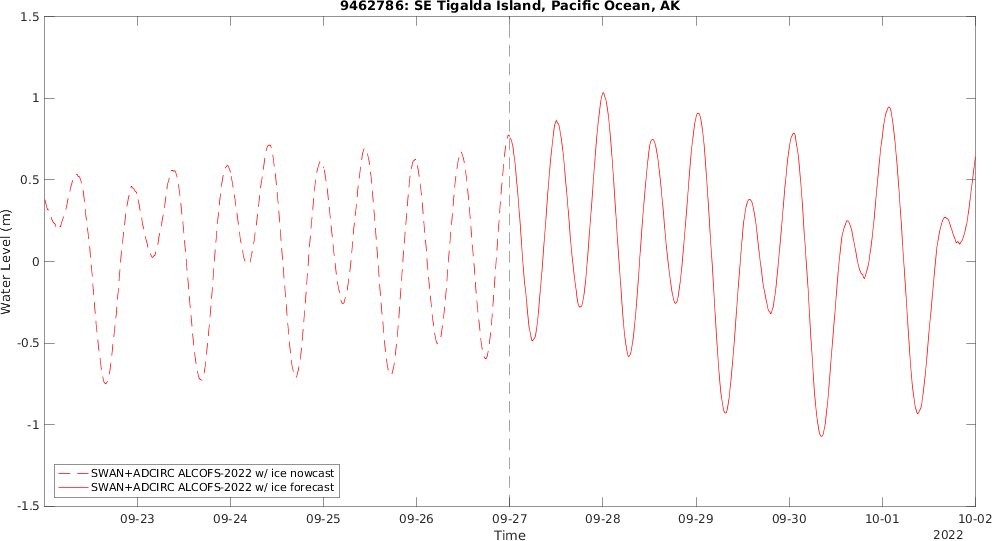 9462786: SE Tigalda Island, Pacific Ocean, AK
1.5
1
0.5
0
-0.5
-1
-1.5
Water Level (m)
SWAN+ADCIRC ALCOFS-2022 w/ ice nowcast
SWAN+ADCIRC ALCOFS-2022 w/ ice forecast
09-23 09-24 09-25 09-26 09-27 09-28 09-29 09-30 10-01 10-02
Time
2022